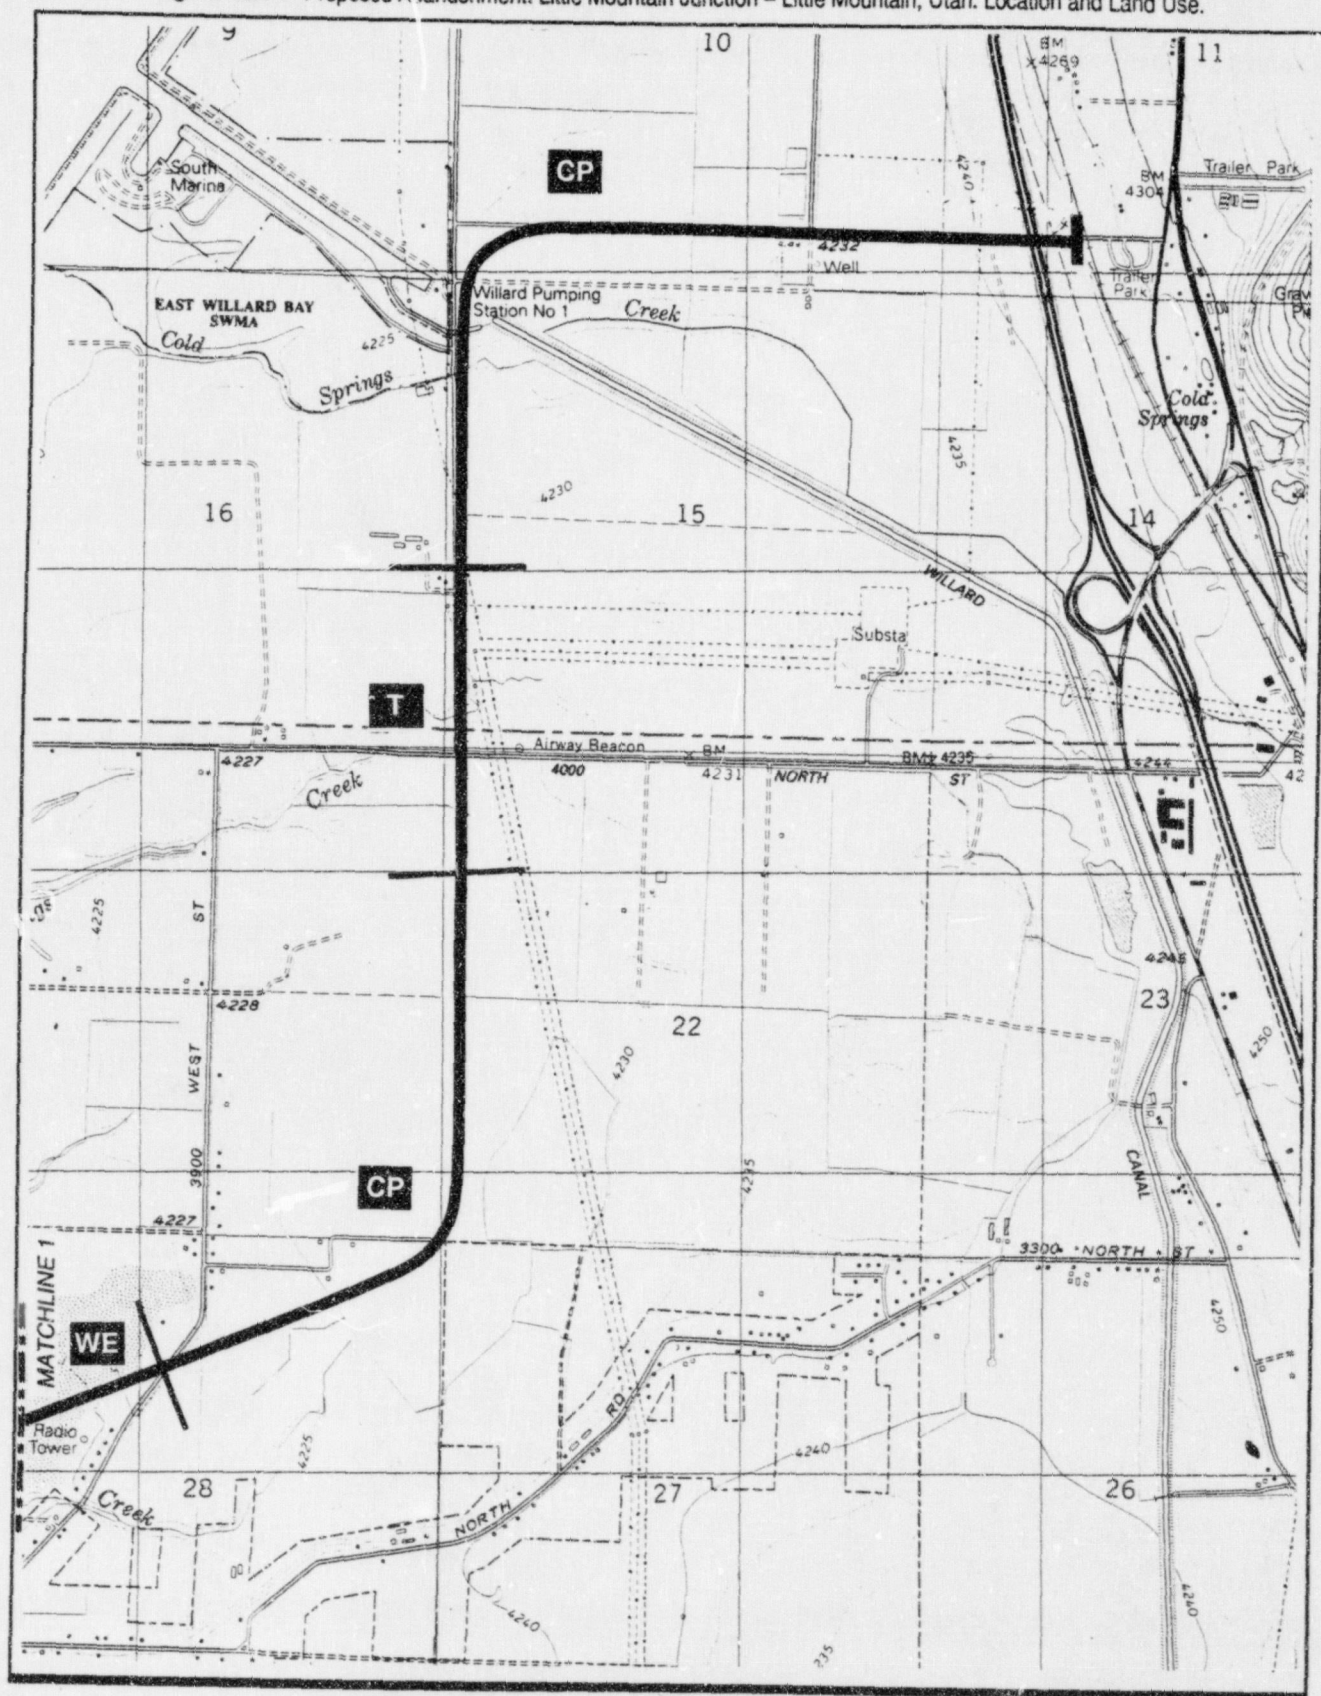 Proposed Abandonment: Little Mountain Junction – Little Mountain, Utah. Location and Land Use.
9
10
BM
×4269
11
South
Marina
CP
4240
BM
4304
Trailer Park
4232
Well
Trailer
Park
EAST WILLARD BAY
SWMA
Willard Pumping
Station No 1
Creek
Cold
4225
Springs
Cold
Springs
4235
4230
16
15
14
WILLARD
Substa
T
Airway Beacon
BM
4227
4000
4231
NORTH
BM 4235
ST
4244
Creek
4225
ST
4245
4228
23
22
4230
4250
WEST
3900
4235
CP
CANAL
4227
3300 NORTH ST
MATCHLINE 1
WE
4250
RD
Radio
Tower
4225
4240
28
27
26
Creek
NORTH
4240
4240
235